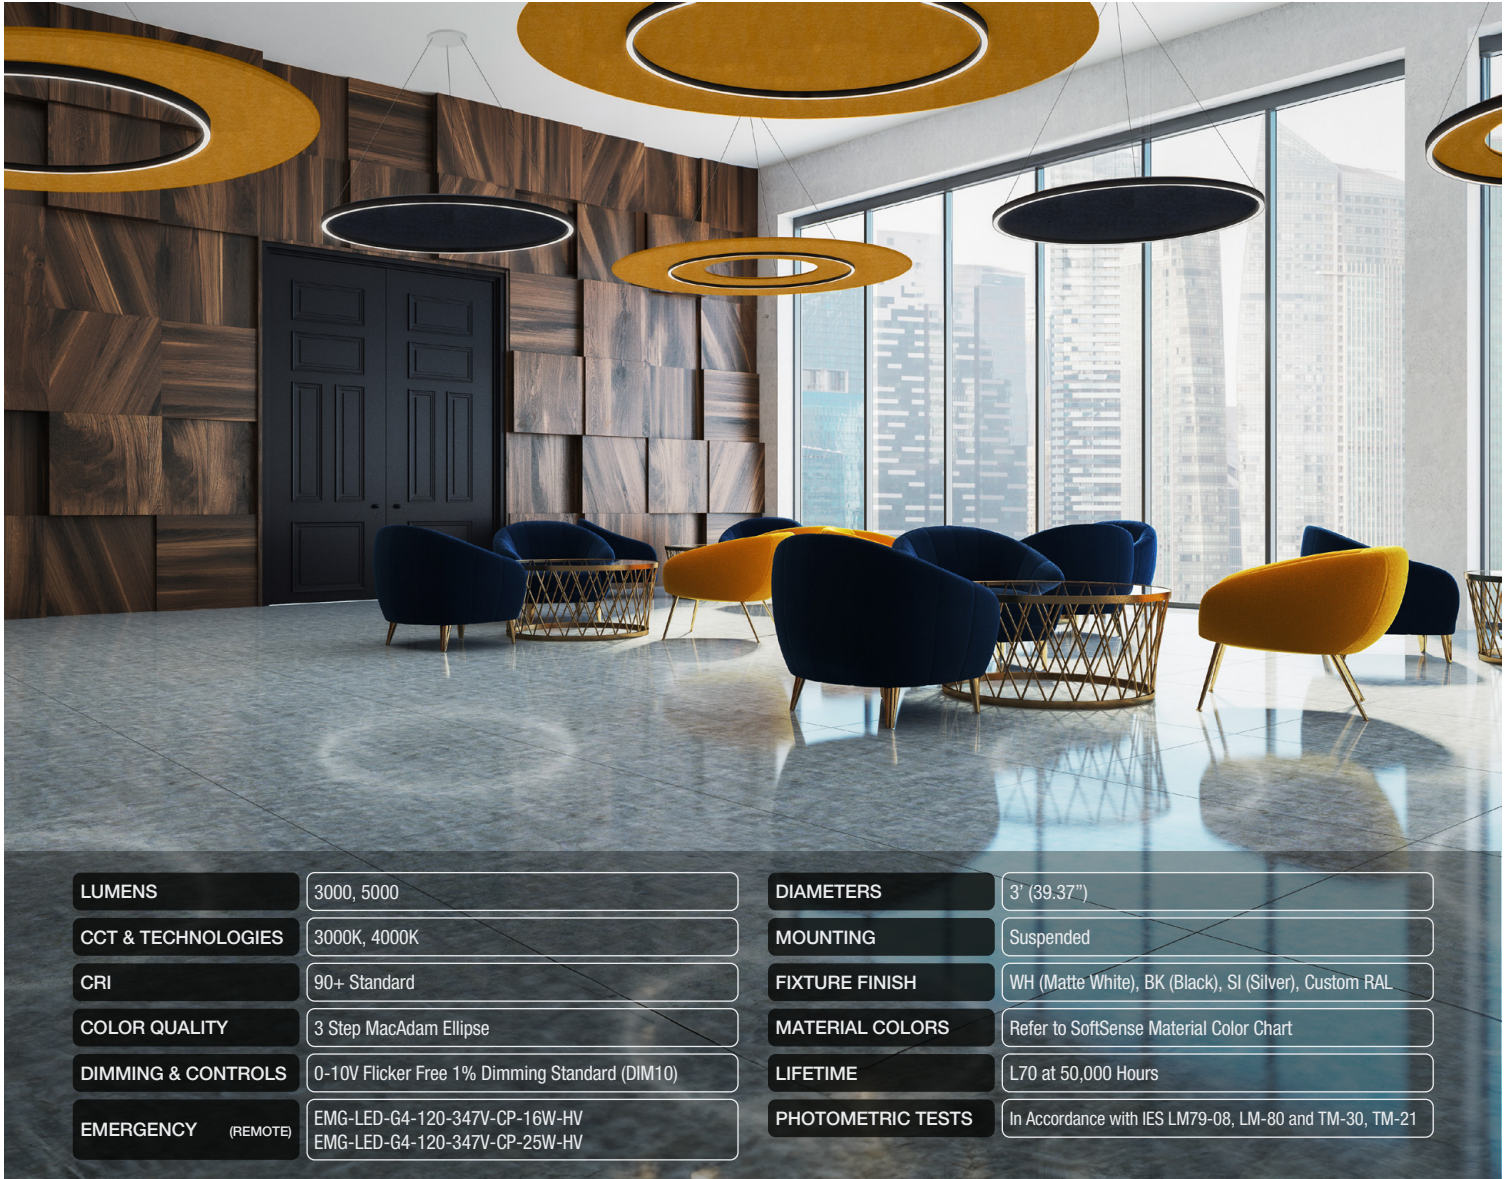 LUMENS
3000, 5000
CCT & TECHNOLOGIES
3000K, 4000K
CRI
90+ Standard
COLOR QUALITY
3 Step MacAdam Ellipse
DIMMING & CONTROLS
0-10V Flicker Free 1% Dimming Standard (DIM10)
EMERGENCY (REMOTE)
EMG-LED-G4-120-347V-CP-16W-HV
EMG-LED-G4-120-347V-CP-25W-HV
DIAMETERS
3’ (39.37”)
MOUNTING
Suspended
FIXTURE FINISH
WH (Matte White), BK (Black), SI (Silver), Custom RAL
MATERIAL COLORS
Refer to SoftSense Material Color Chart
LIFETIME
L70 at 50,000 Hours
PHOTOMETRIC TESTS
In Accordance with IES LM79-08, LM-80 and TM-30, TM-21